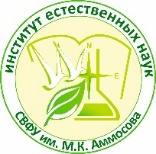 институт естественных наук
И Н
Е
СВФУ им. М.К. Аммосова